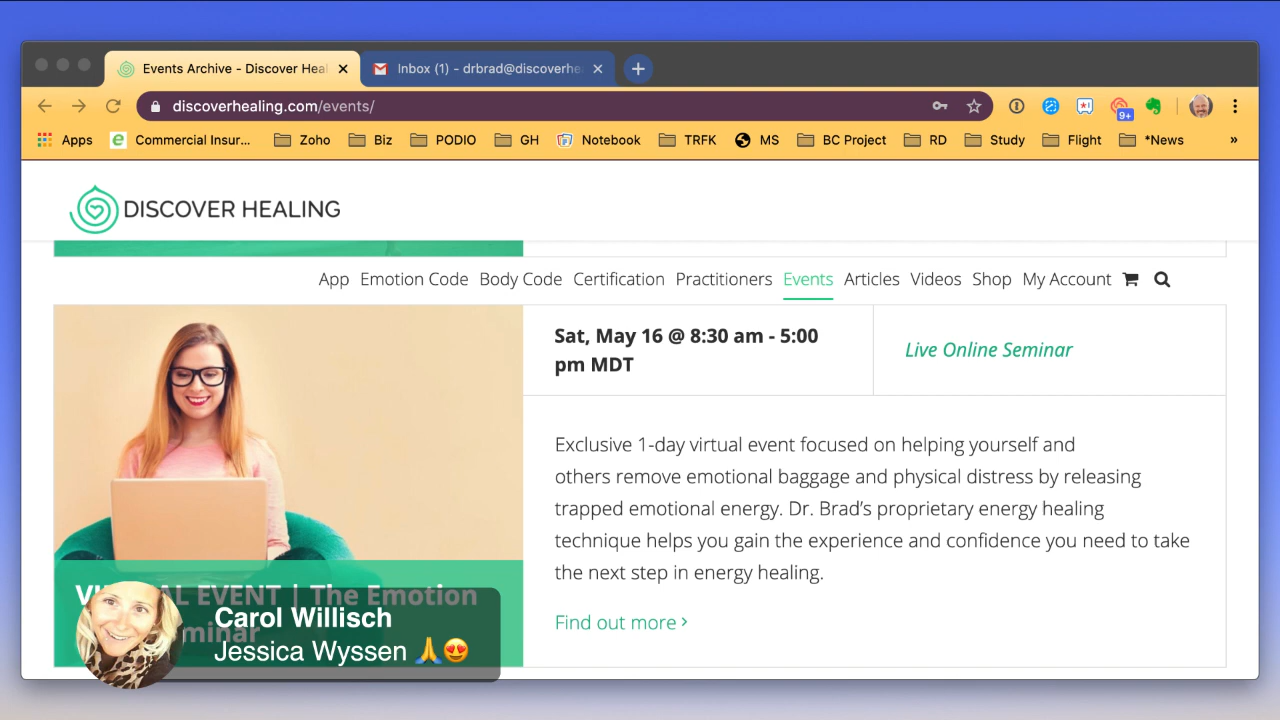 Events Archive - Discover Heal
Inbox (1) - drbrad@discoverhe
discoverhealing.com/events/
9+
Apps
Commercial Insur...
Zoho
Biz
PODIO
GH
Notebook
TRFK
MS
BC Project
RD
Study
Flight
*News
»
DISCOVER HEALING
App Emotion Code Body Code Certification Practitioners Events Articles Videos Shop My Account
Sat, May 16 @ 8:30 am - 5:00
pm MDT
Live Online Seminar
Exclusive 1-day virtual event focused on helping yourself and
others remove emotional baggage and physical distress by releasing
trapped emotional energy. Dr. Brad’s proprietary energy healing
technique helps you gain the experience and confidence you need to take
the next step in energy healing.
Find out more ›
EVENT | The Emotion
Carol Willisch
Jessica Wyssen 🙏😍